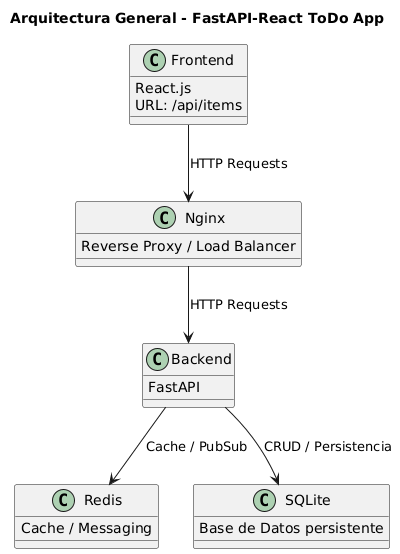 Arquitectura General - FastAPI-React ToDo App
C Frontend
React.js
URL: /api/items
HTTP Requests
C Nginx
Reverse Proxy / Load Balancer
HTTP Requests
C Backend
FastAPI
Cache / PubSub
CRUD / Persistencia
C Redis
Cache / Messaging
C SQLite
Base de Datos persistente